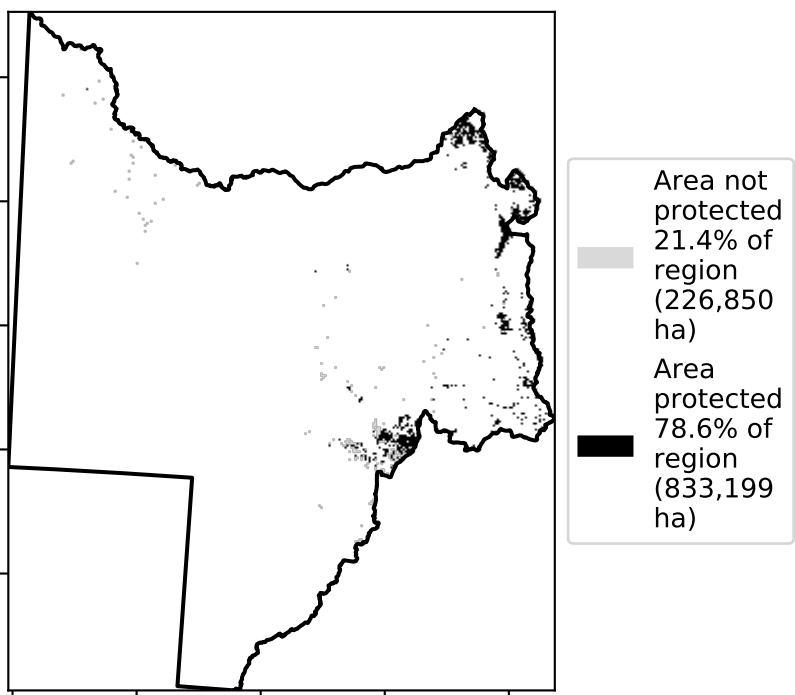 Area not
protected
21.4% of
region
(226,850
ha)
Area
protected
78.6% of
region
(833,199
ha)